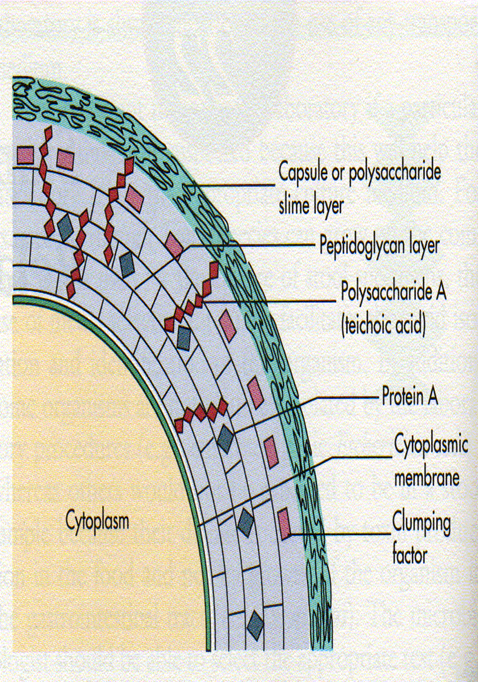 Capsule or polysaccharide
slime layer
Peptidoglycan layer
Polysaccharide A
(teichoic acid)
Protein A
Cytoplasmic
membrane
Cytoplasm
Clumping
factor